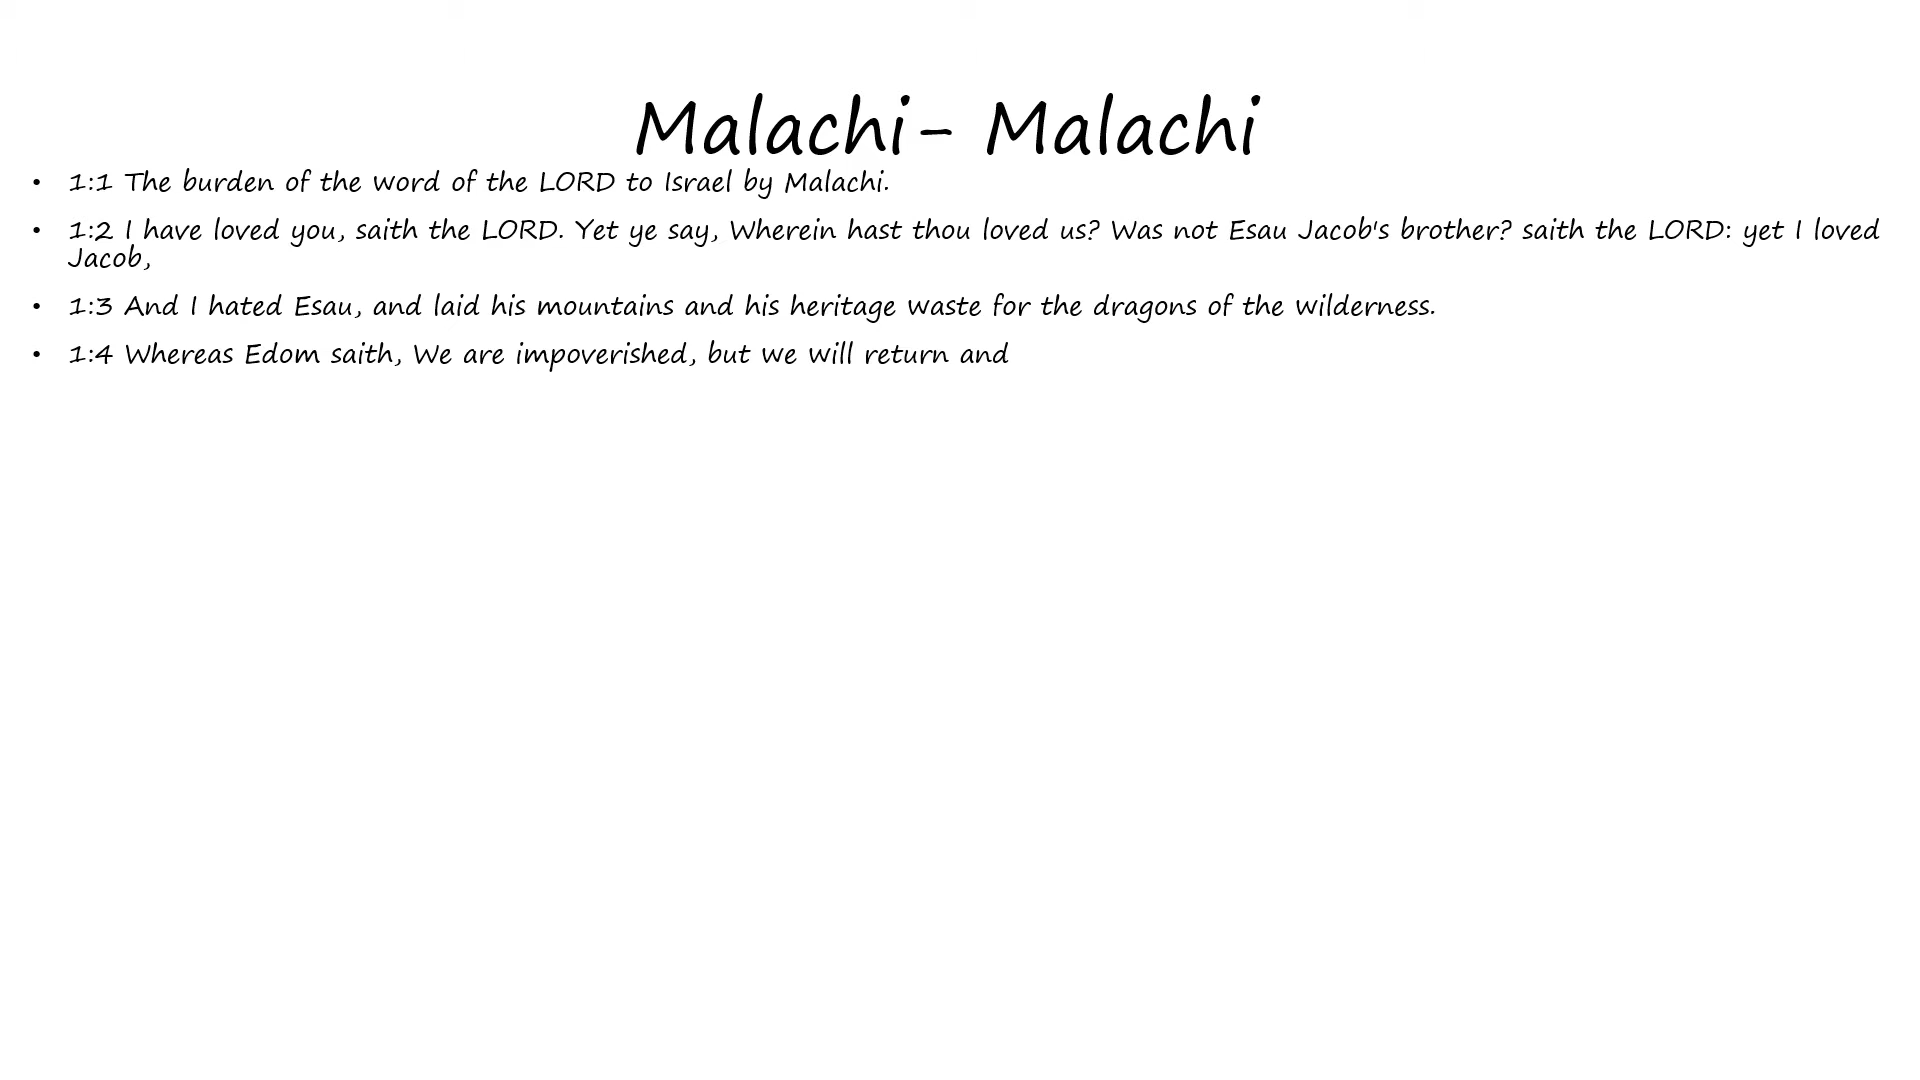 Malachi- Malachi
• 1:1 The burden of the word of the LORD to Israel by Malachi.
• 1:2 I have loved you, saith the LORD. Yet ye say, Wherein hast thou loved us? Was not Esau Jacob's brother? saith the LORD: yet I loved
Jacob,
• 1:3 And I hated Esau, and laid his mountains and his heritage waste for the dragons of the wilderness.
• 1:4 Whereas Edom saith, We are impoverished, but we will return and